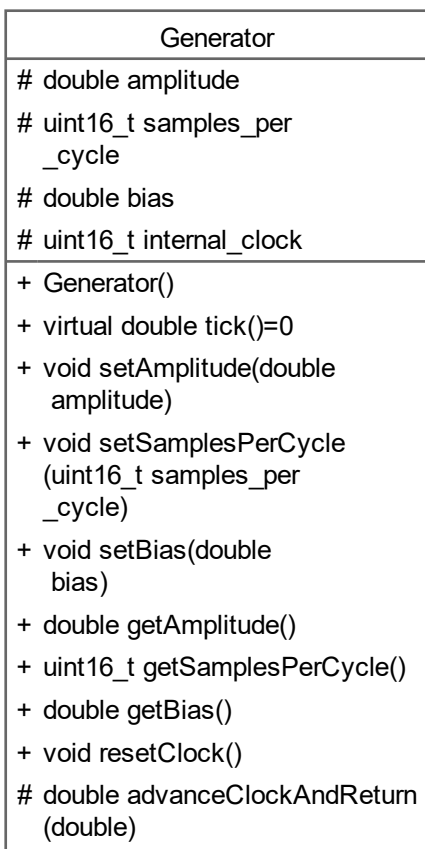 Generator
# double amplitude
# uint16_t samples_per
_cycle
# double bias
# uint16_t internal_clock
+ Generator()
+ virtual double tick()=0
+ void setAmplitude(double
amplitude)
+ void setSamplesPerCycle
(uint16_t samples_per
_cycle)
+ void setBias(double
bias)
+ double getAmplitude()
+ uint16_t getSamplesPerCycle()
+ double getBias()
+ void resetClock()
# double advanceClockAndReturn
(double)